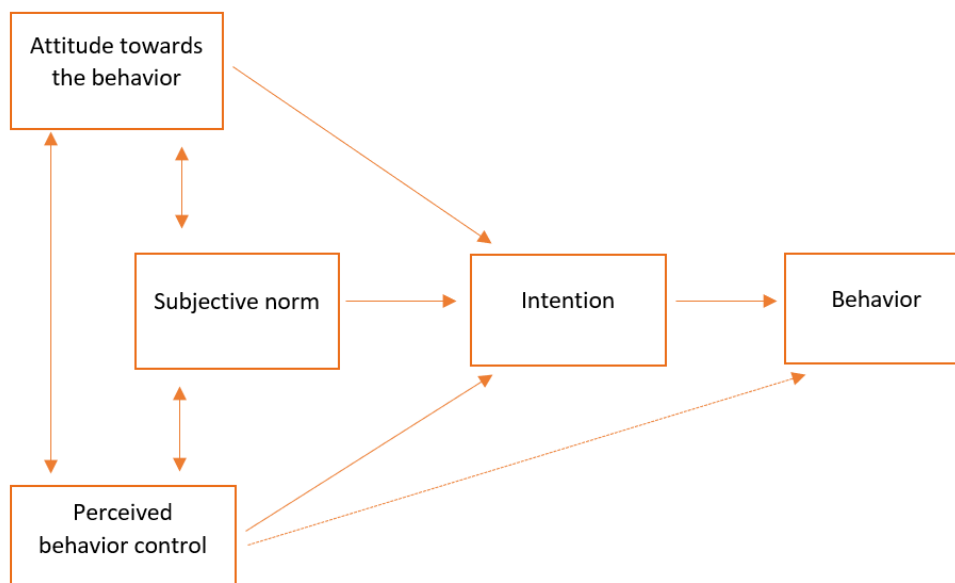 Attitude towards
the behavior
Subjective norm
Intention
Behavior
Perceived
behavior control